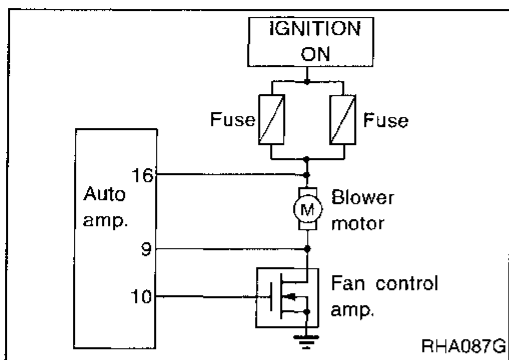 IGNITION
ON
Fuse
Fuse
16
Auto
amp.
Blower
motor
M
9
10
Fan control
amp.
RHA087G